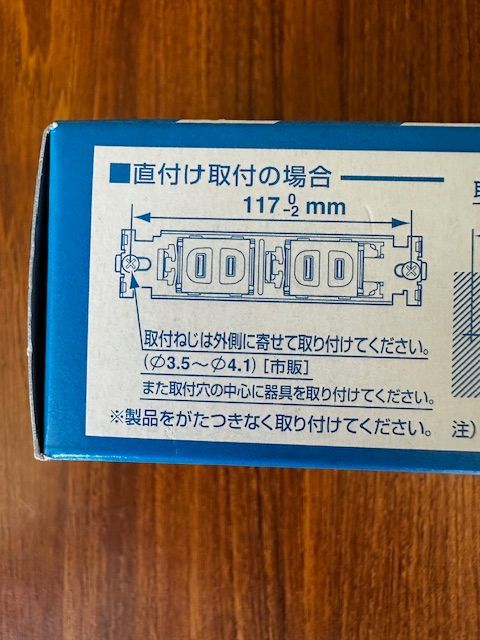 ■直付け取付の場合
117 0 -2 mm
取付ねじは外側に寄せて取り付けてください。
(Φ3.5～Φ4.1) [市販]
また取付穴の中心に器具を取り付けてください。
※製品をがたつきなく取り付けてください。
注)